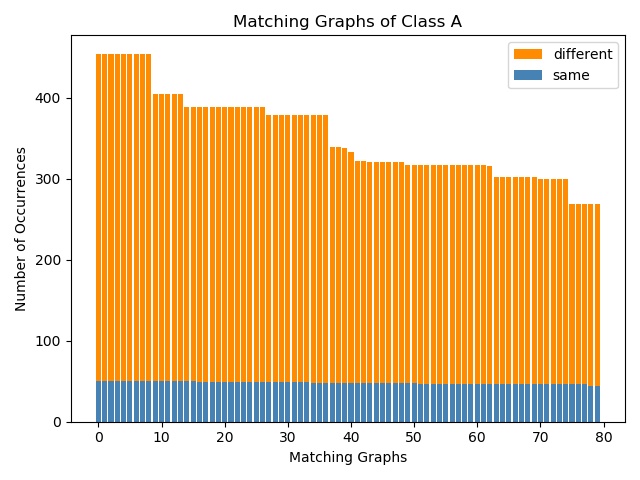 Matching Graphs of Class A
different
same
Number of Occurrences
400
300
200
100
0
0 10 20 30 40 50 60 70 80
Matching Graphs